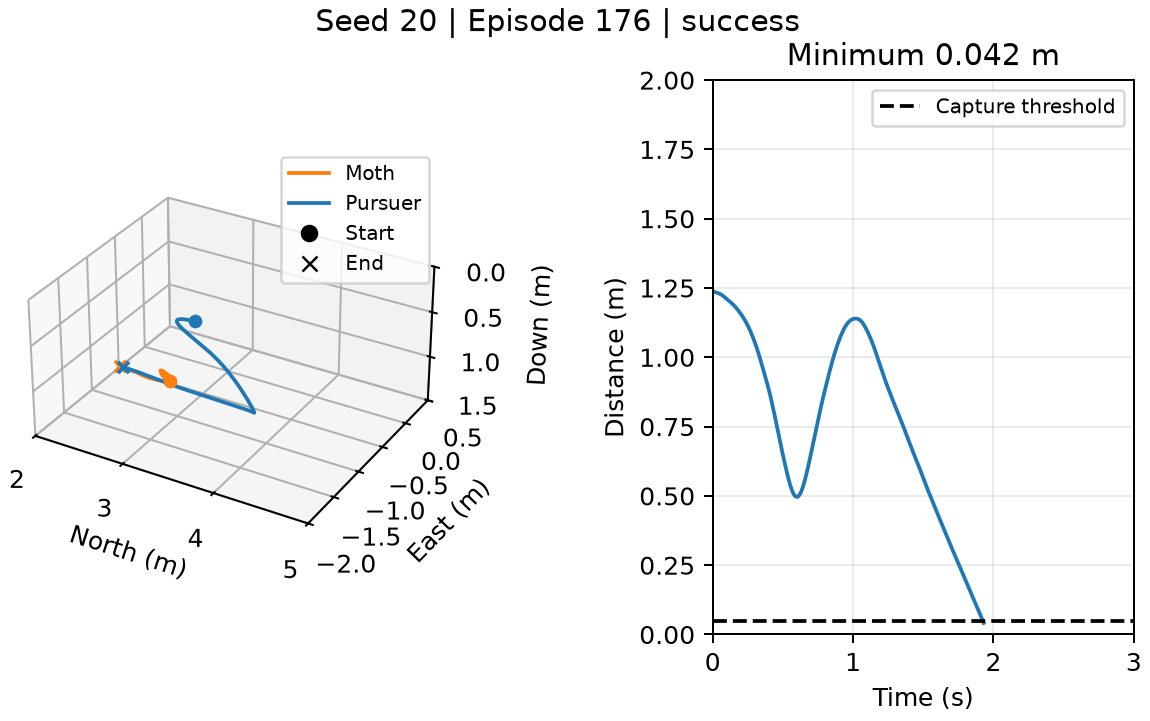 Seed 20 | Episode 176 | success
Moth
Pursuer
Start
End
0.0
0.5
1.0
1.5
Down (m)
0.5
0.0
−0.5
−1.0
−1.5
−2.0
East (m)
2
3
4
5
North (m)
Minimum 0.042 m
Capture threshold
2.00
1.75
1.50
1.25
1.00
0.75
0.50
0.25
0.00
Distance (m)
0
1
2
3
Time (s)